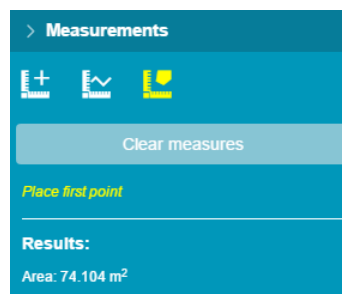 Measurements
Clear measures
Place first point
Results:
Area: 74.104 m²